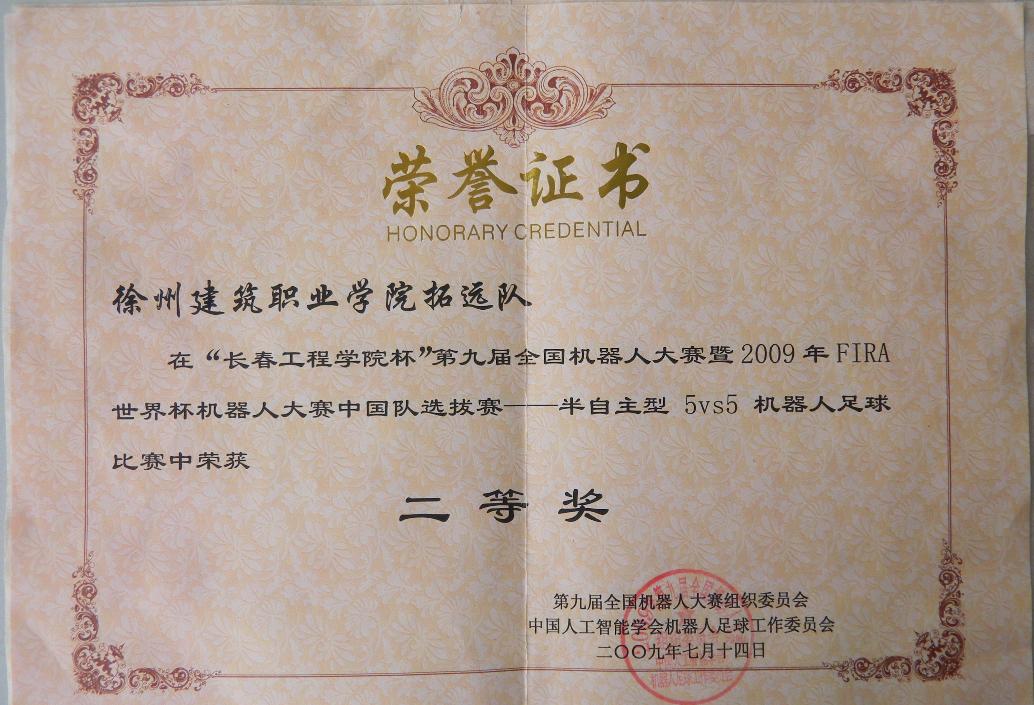 荣誉证书
HONORARY CREDENTIAL
徐州建筑职业学院拓远队
在“长春工程学院杯”第九届全国机器人大赛暨2009年FIRA
世界杯机器人大赛中国队选拔赛——半自主型 5vs5 机器人足球
比赛中荣获
二等奖
第九届全国机器人大赛组织委员会
中国人工智能学会机器人足球工作委员会
二〇〇九年七月十四日